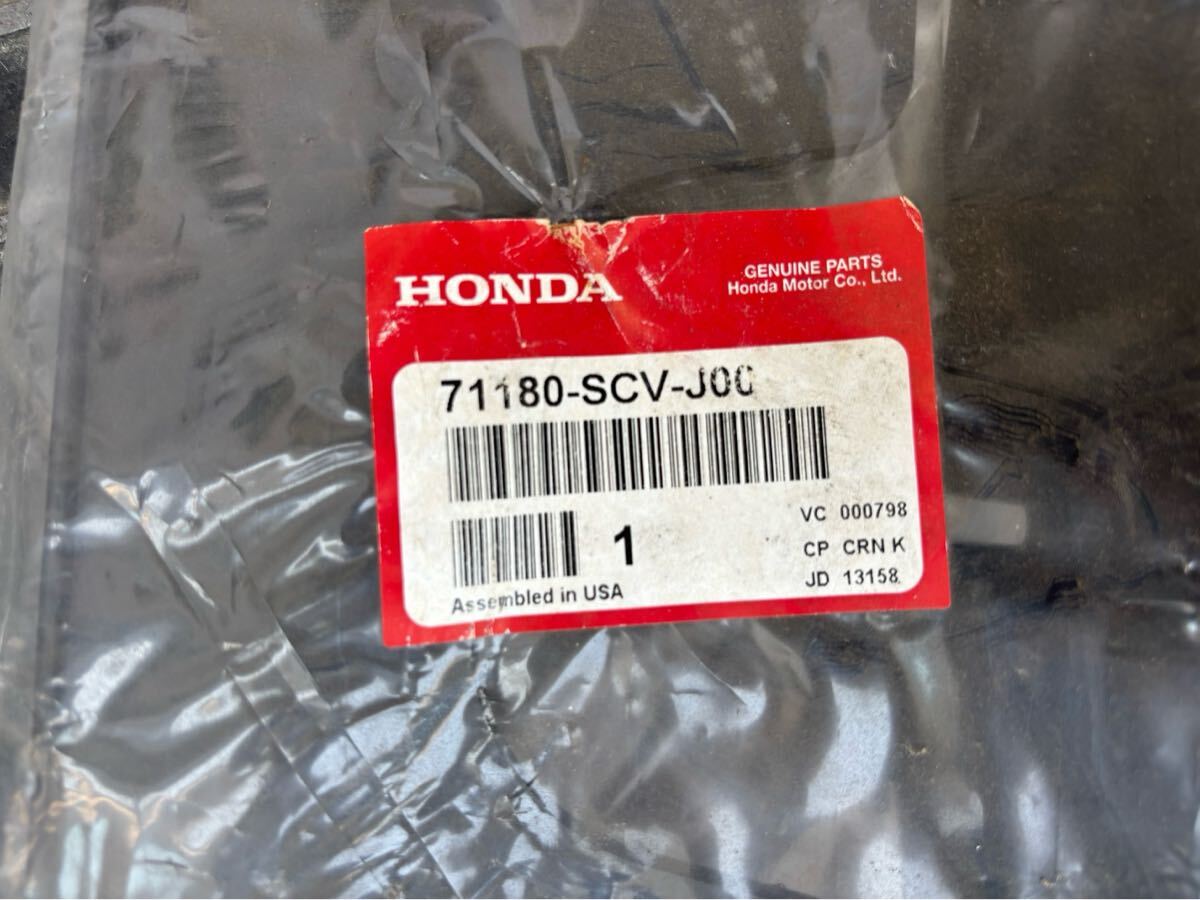 HONDA
GENUINE PARTS
Honda Motor Co., Ltd.
71180-SCV-J00
1
VC 000798
CP CRN K
JD 13158
Assembled in USA